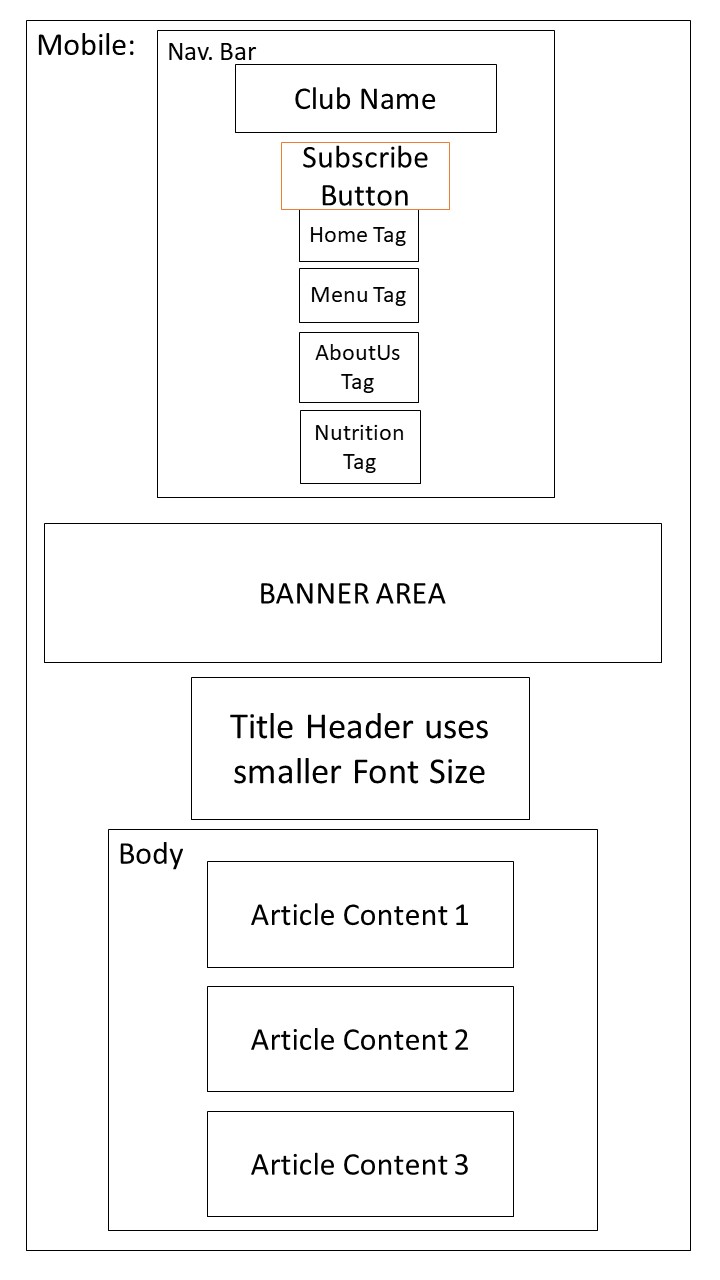 Mobile:
Nav. Bar
Club Name
Subscribe
Button
Home Tag
Menu Tag
AboutUs
Tag
Nutrition
Tag
BANNER AREA
Title Header uses
smaller Font Size
Body
Article Content 1
Article Content 2
Article Content 3